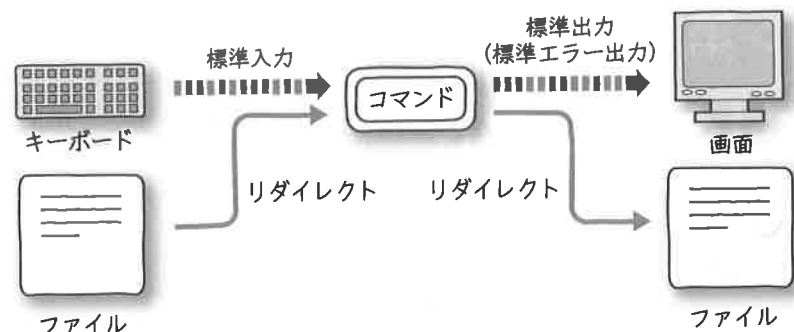 標準入力
標準出力
(標準エラー出力)
コマンド
キーボード
画面
リダイレクト
リダイレクト
ファイル
ファイル